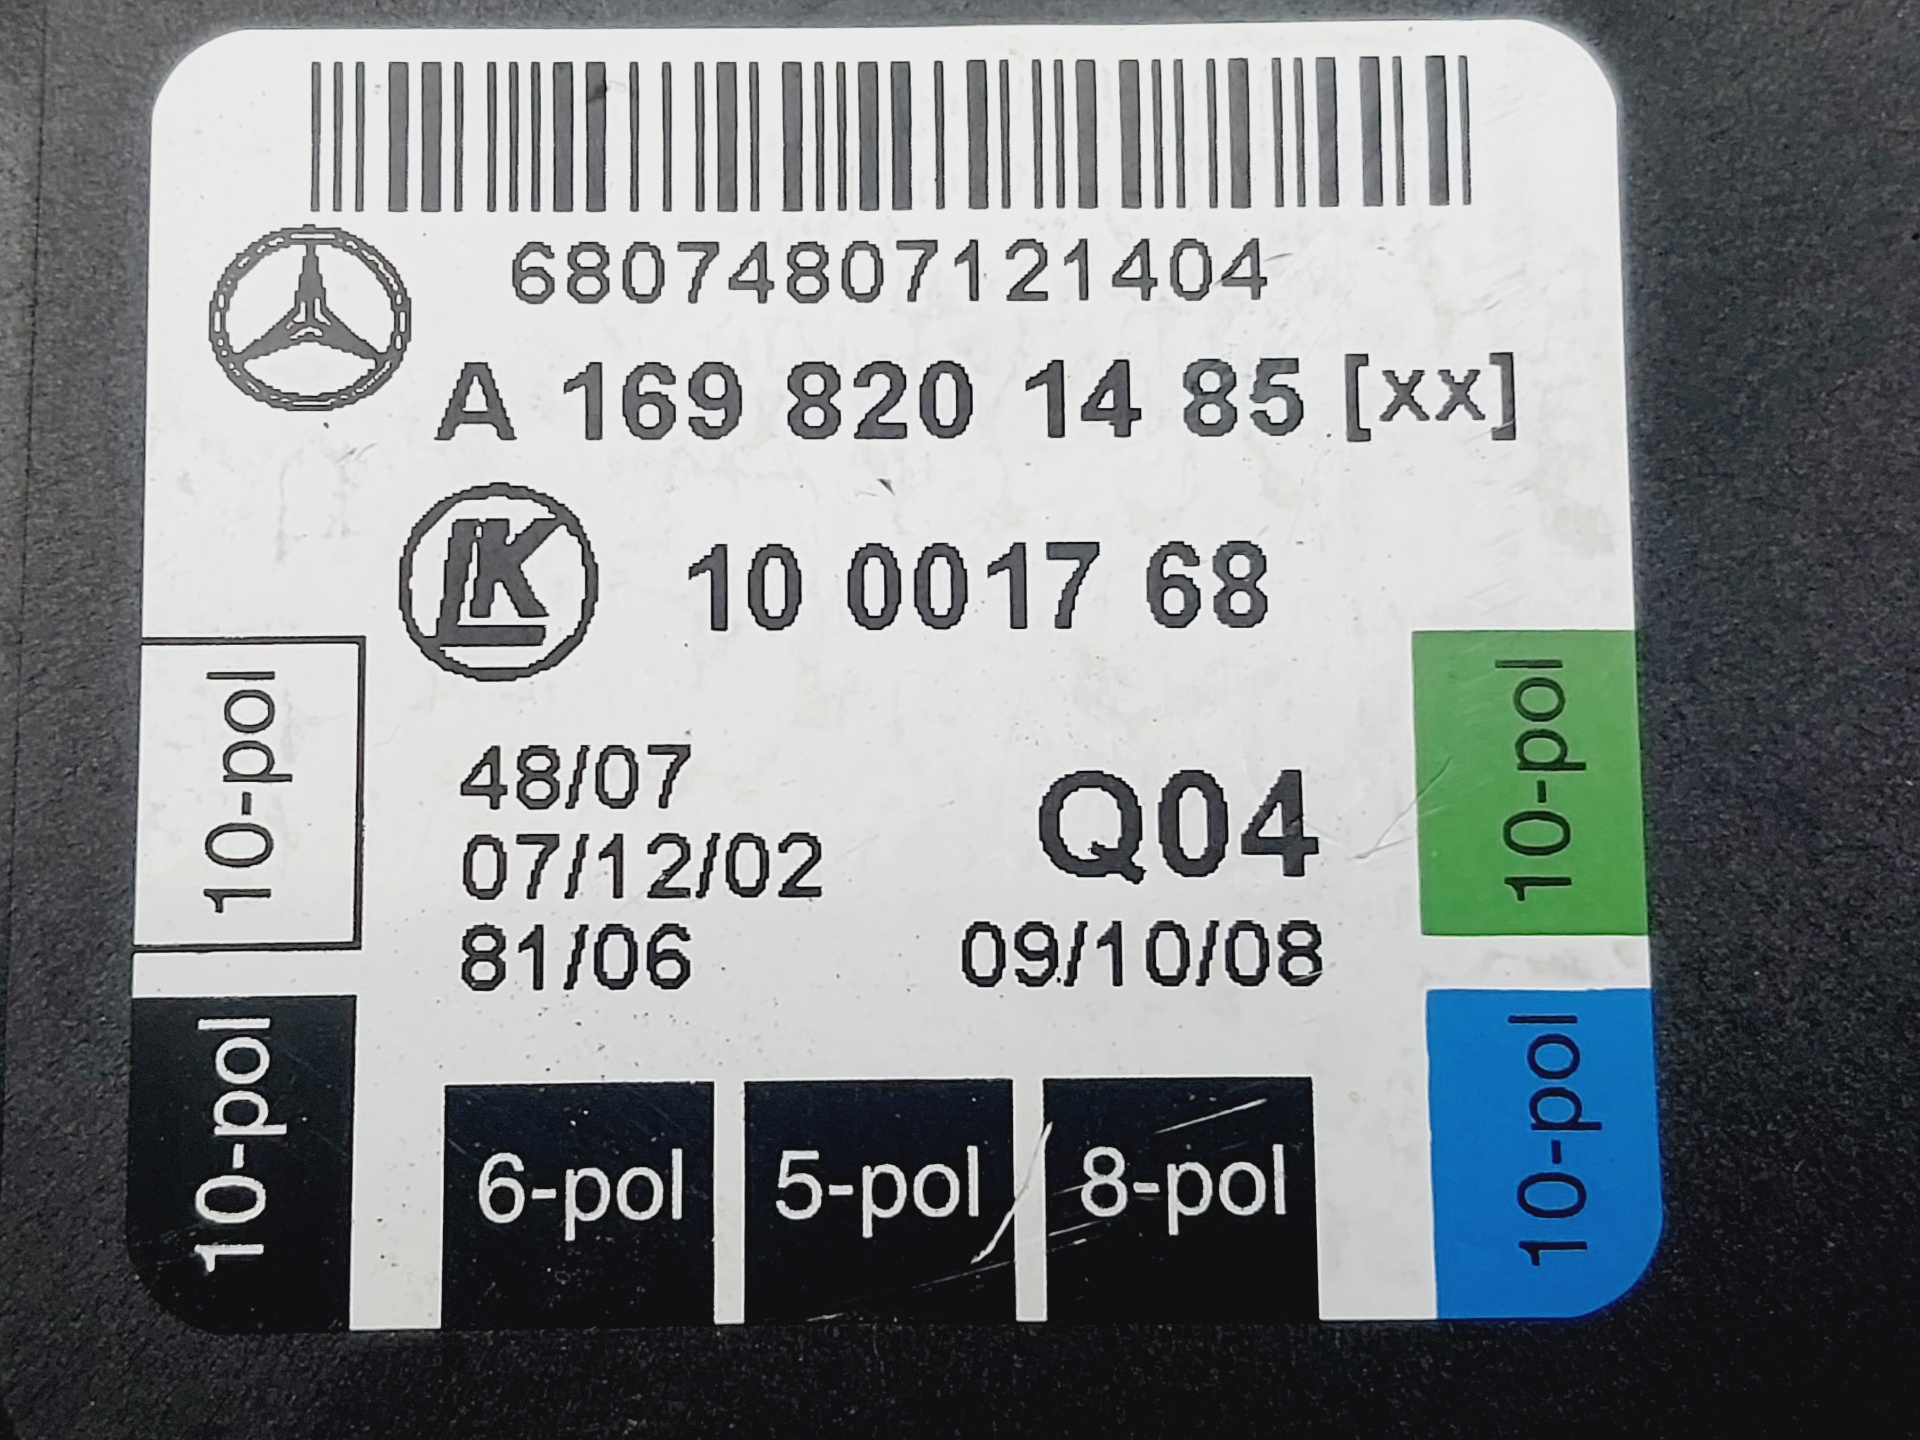 68074807121404
A 169 820 14 85 [xx]
LK 10 0017 68
10-pol
10-pol
48/07
07/12/02
Q04
81/06
09/10/08
10-pol
10-pol
6-pol
5-pol
8-pol